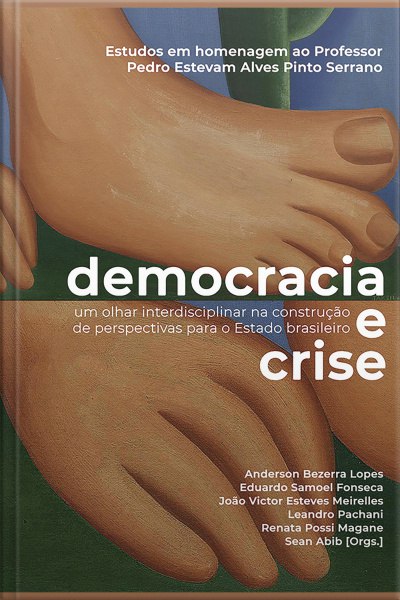 Estudos em homenagem ao Professor
Pedro Estevam Alves Pinto Serrano
democracia
um olhar interdisciplinar na construção
de perspectivas para o Estado brasileiro
e
crise
Anderson Bezerra Lopes
Eduardo Samoel Fonseca
João Victor Esteves Meirelles
Leandro Pachani
Renata Possi Magane
Sean Abib [Orgs.]